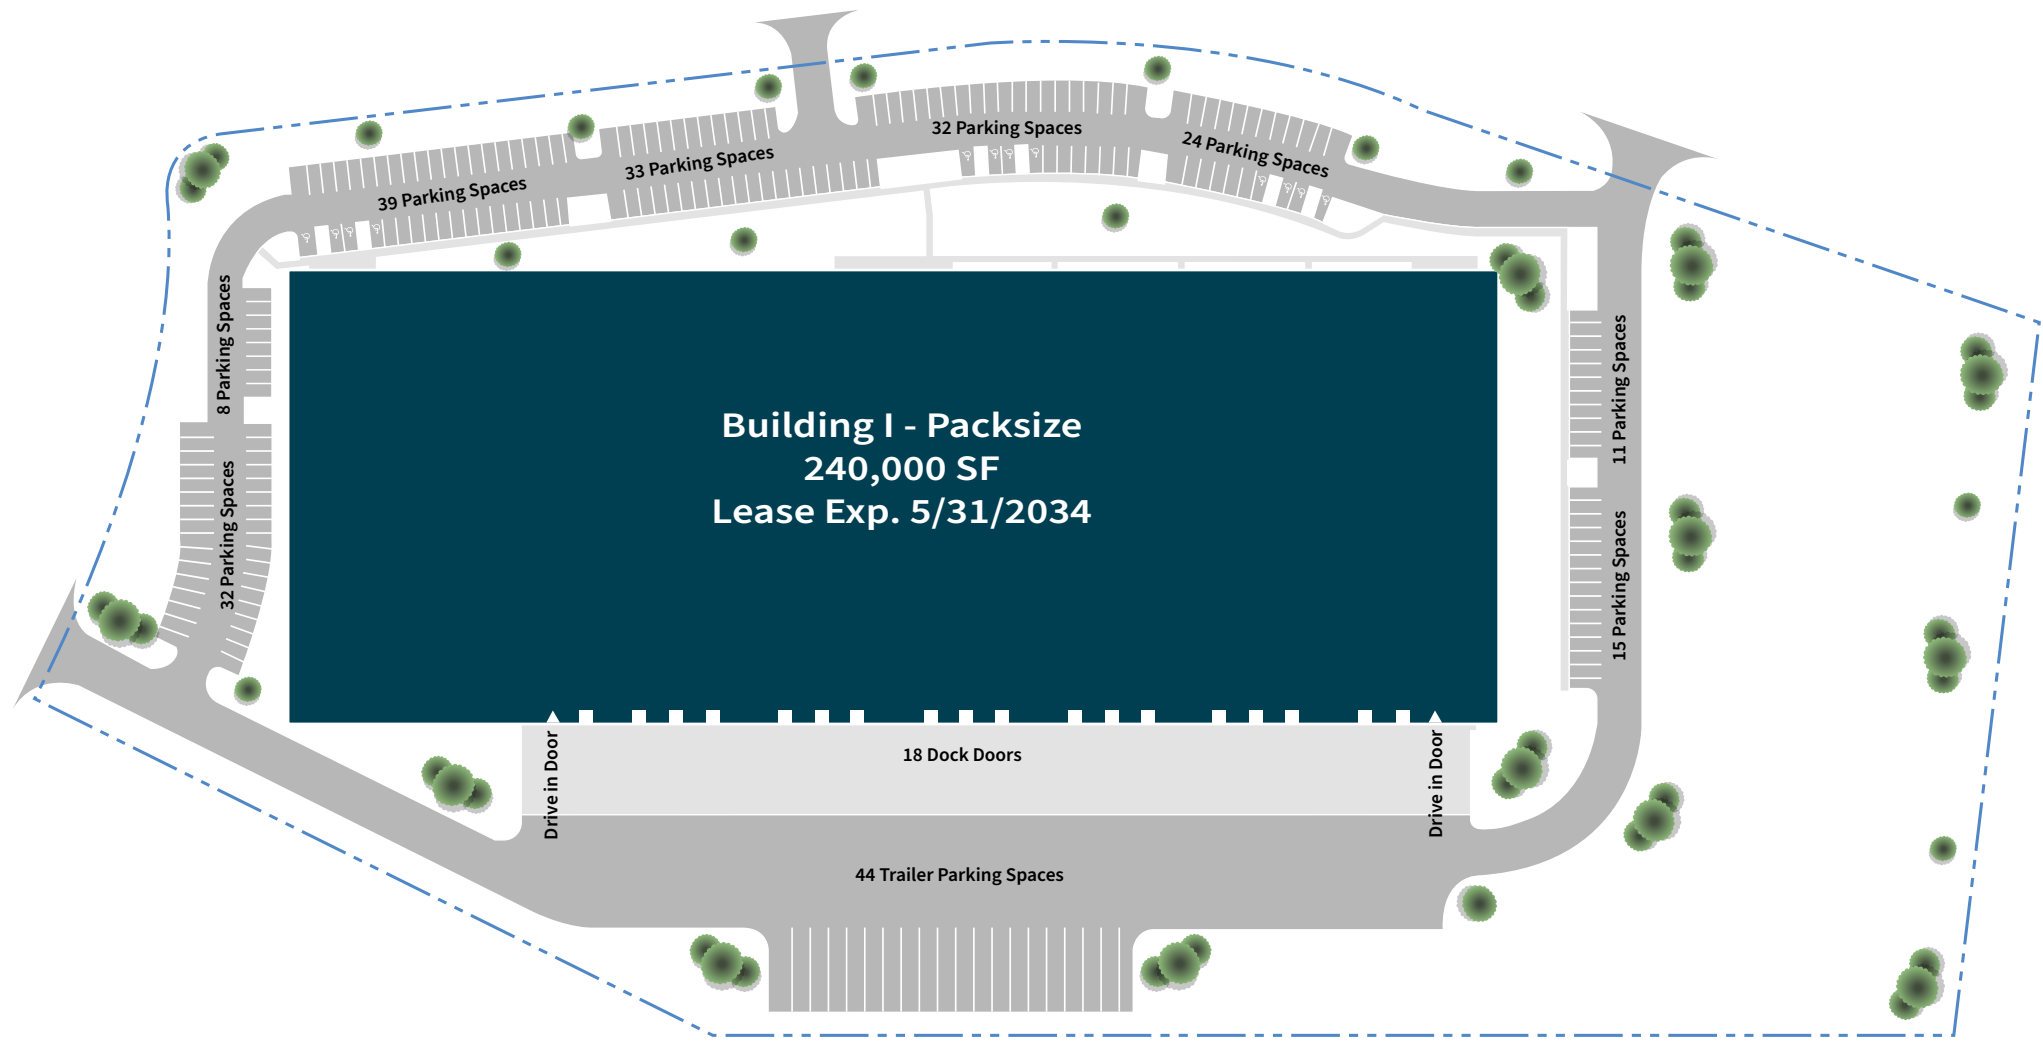 32 Parking Spaces
24 Parking Spaces
33 Parking Spaces
39 Parking Spaces
8 Parking Spaces
32 Parking Spaces
Building I - Packsize
240,000 SF
Lease Exp. 5/31/2034
11 Parking Spaces
15 Parking Spaces
Drive in Door
18 Dock Doors
Drive in Door
44 Trailer Parking Spaces